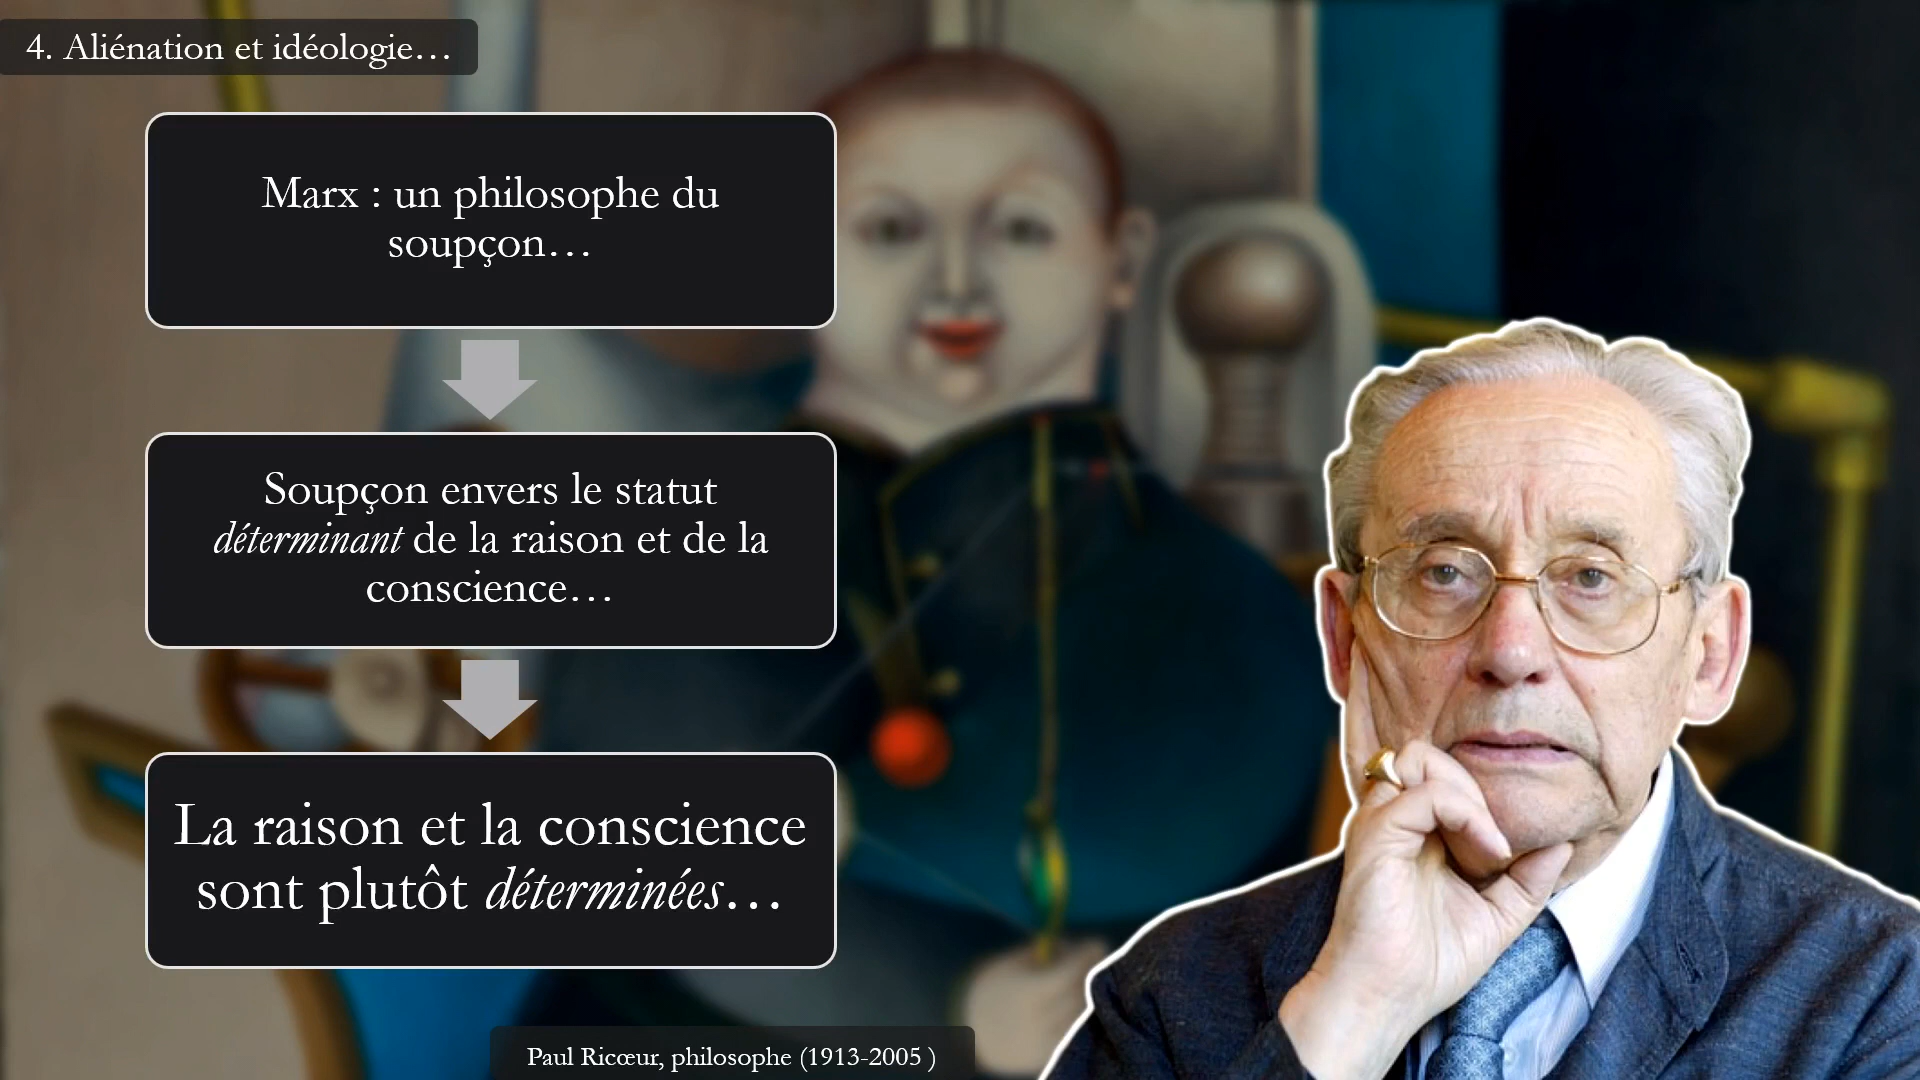 4. Aliénation et idéologie…
Marx : un philosophe du
soupçon…
Soupçon envers le statut
déterminant de la raison et de la
conscience…
La raison et la conscience
sont plutôt déterminées…
Paul Ricœur, philosophe (1913-2005 )